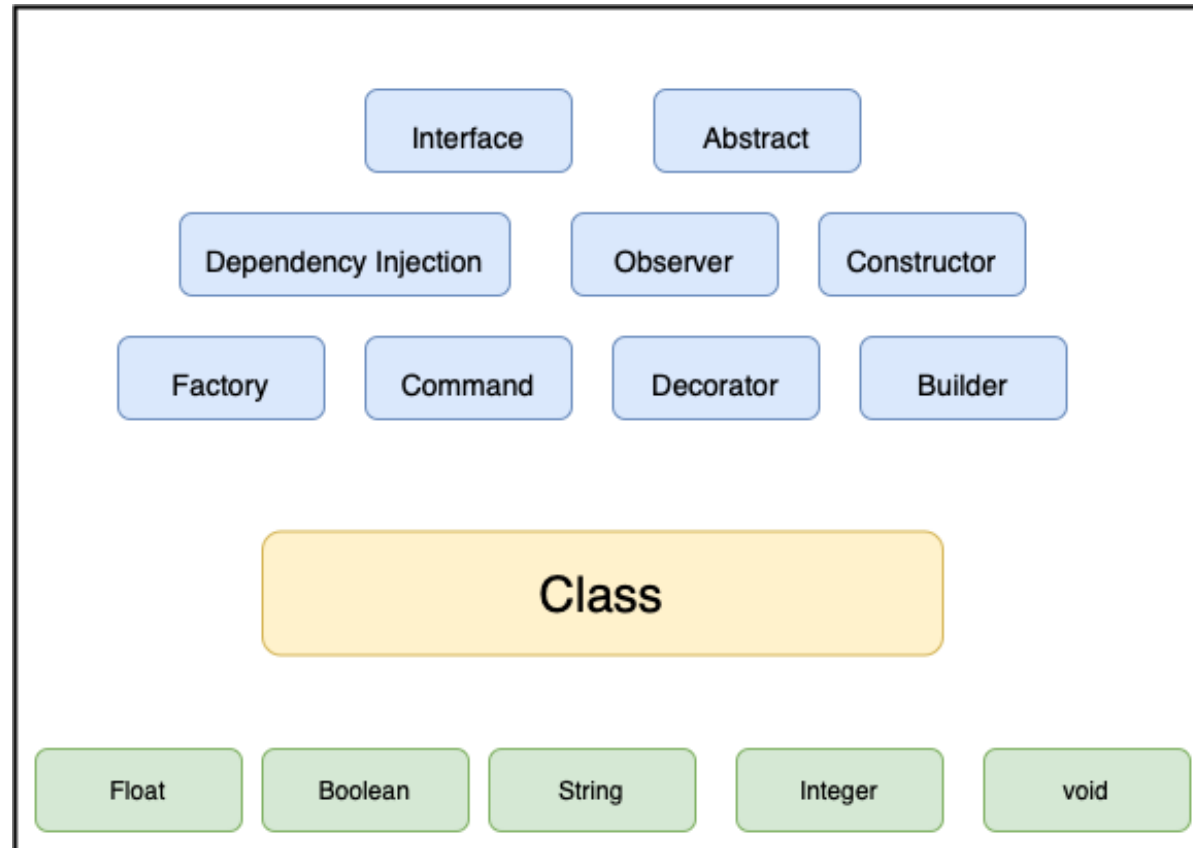 Interface
Abstract
Dependency Injection
Observer
Constructor
Factory
Command
Decorator
Builder
Class
Float
Boolean
String
Integer
void